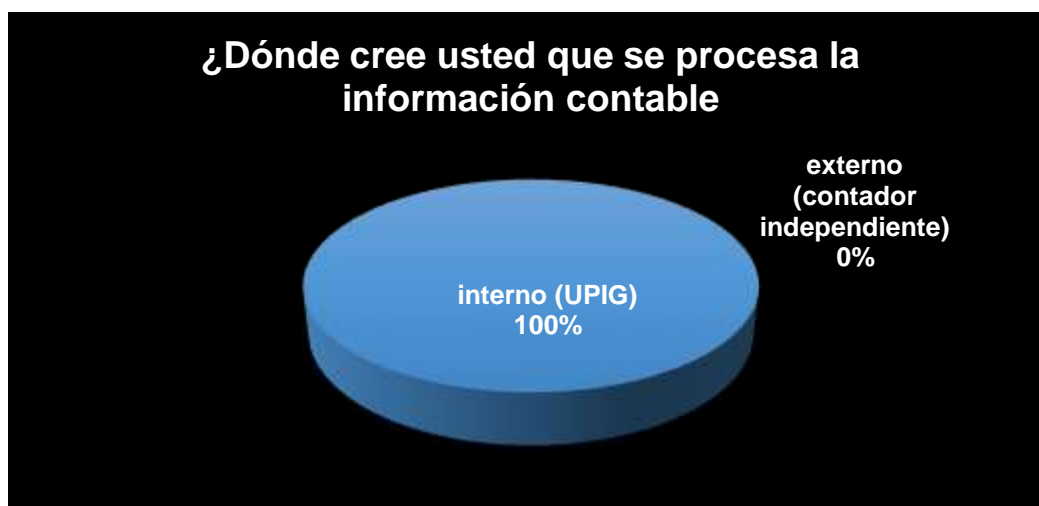 ¿Dónde cree usted que se procesa la
información contable
externo
(contador
independiente)
0%
interno (UPIG)
100%